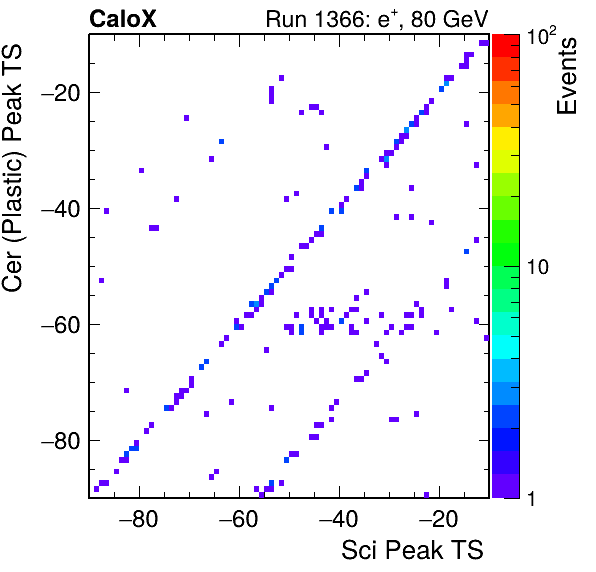 CaloX Run 1366: e⁺, 80 GeV
Cer (Plastic) Peak TS
−20
−40
−60
−80
−80 −60 −40 −20
Sci Peak TS
10²
10
1
Events